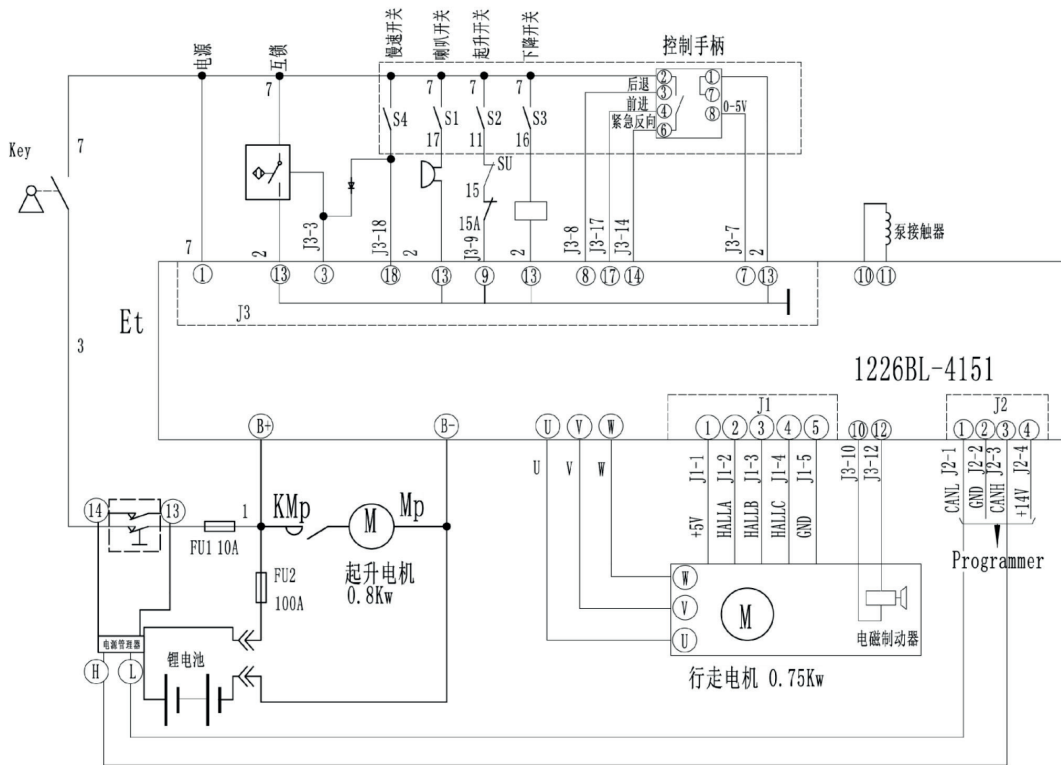 电源
互锁
慢速开关
喇叭开关
起升开关
下降开关
控制手柄
7
7
7
7
7
S4
S1
S2
S3
17
11
16
后退
前进
紧急反向
2
3
4
6
1
7
8
0-5V
Key
7
SU
15
15A
7
2
J3-3
J3-18
2
J3-9
2
J3-8
J3-17
J3-14
J3-7
2
泵接触器
1
13
3
18
13
9
13
8
17
14
7
13
10
11
J3
Et
3
1226BL-4151
J1
J2
B+
B-
U
V
W
1
2
3
4
5
10
12
1
2
3
4
U
V
W
+5V J1-1
HALLA J1-2
HALLB J1-3
HALLC J1-4
GND J1-5
J3-10
J3-12
CANL J2-1
GND J2-2
CANH J2-3
+14V J2-4
Programmer
14
13
FU1 10A
1
KMp
M
Mp
起升电机
0.8Kw
FU2
100A
电源管理器
H
L
锂电池
W
V
U
M
电磁制动器
行走电机 0.75Kw